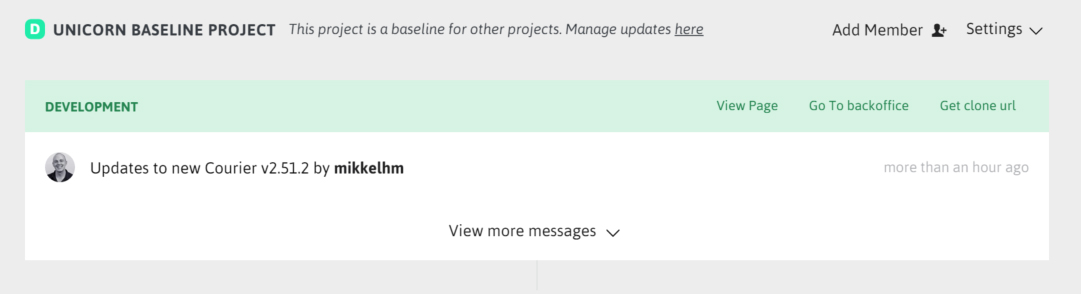 D UNICORN BASELINE PROJECT This project is a baseline for other projects. Manage updates here Add Member Settings
DEVELOPMENT View Page Go To backoffice Get clone url
Updates to new Courier v2.51.2 by mikkelhm more than an hour ago
View more messages